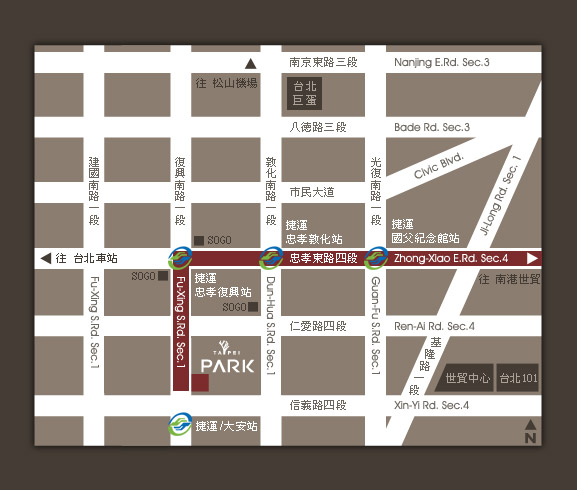 南京東路三段 Nanjing E.Rd. Sec.3
往 松山機場
台北
巨蛋
八德路三段 Bade Rd. Sec.3
Civic Blvd.
Ji-Long Rd. Sec. 1
建國南路一段
復興南路一段
敦化南路一段
光復南路一段
市民大道
捷運
忠孝敦化站
捷運
國父紀念館站
SOGO
往 台北車站
忠孝東路四段 Zhong-Xiao E.Rd. Sec.4
SOGO
捷運
忠孝復興站
SOGO
往 南港世貿
Fu-Xing S.Rd. Sec.1
Fu-Xing S.Rd. Sec.1
Dun-Hua S.Rd. Sec.1
Guan-Fu S.Rd. Sec.1
仁愛路四段 Ren-Ai Rd. Sec.4
基隆路一段
TAIPEI
PARK
世貿中心
台北101
信義路四段 Xin-Yi Rd. Sec.4
捷運/大安站
N